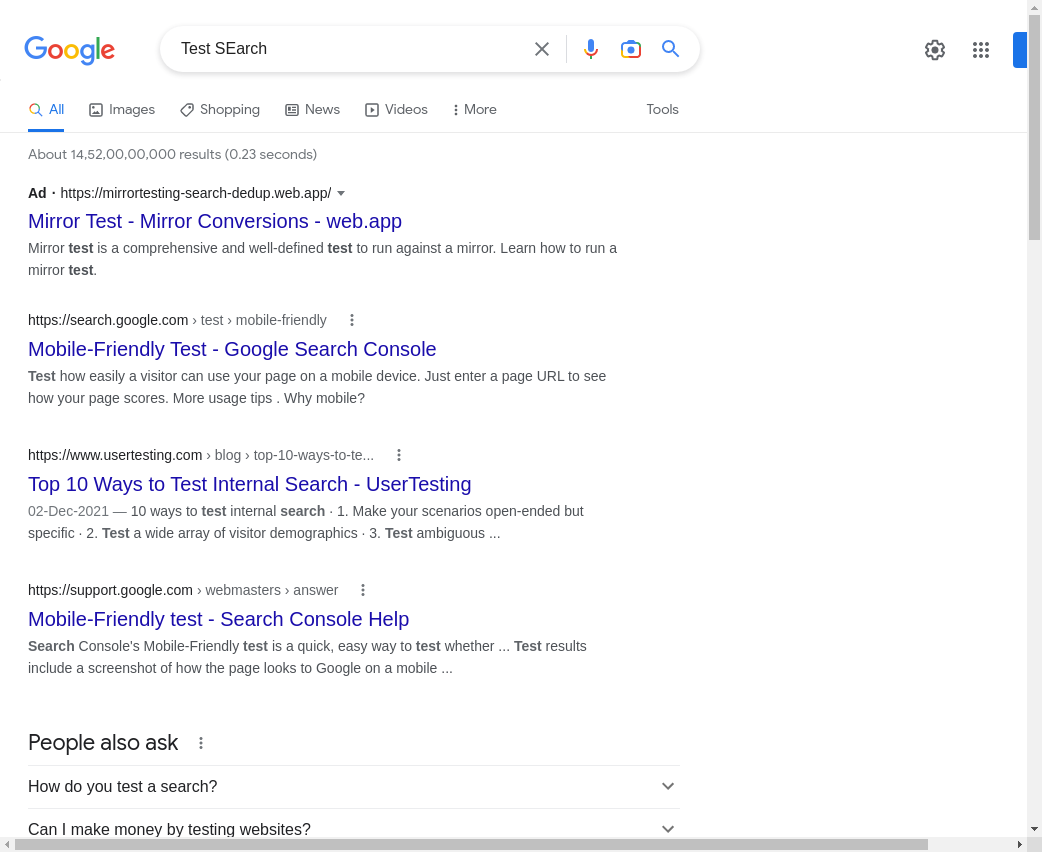 Google
Test SEarch
All Images Shopping News Videos More Tools
About 14,52,00,00,000 results (0.23 seconds)
Ad · https://mirrortesting-search-dedup.web.app/
Mirror Test - Mirror Conversions - web.app
Mirror test is a comprehensive and well-defined test to run against a mirror. Learn how to run a
mirror test.
https://search.google.com › test › mobile-friendly
Mobile-Friendly Test - Google Search Console
Test how easily a visitor can use your page on a mobile device. Just enter a page URL to see
how your page scores. More usage tips . Why mobile?
https://www.usertesting.com › blog › top-10-ways-to-te...
Top 10 Ways to Test Internal Search - UserTesting
02-Dec-2021 — 10 ways to test internal search · 1. Make your scenarios open-ended but
specific · 2. Test a wide array of visitor demographics · 3. Test ambiguous ...
https://support.google.com › webmasters › answer
Mobile-Friendly test - Search Console Help
Search Console's Mobile-Friendly test is a quick, easy way to test whether ... Test results
include a screenshot of how the page looks to Google on a mobile ...
People also ask
How do you test a search?
Can I make money by testing websites?